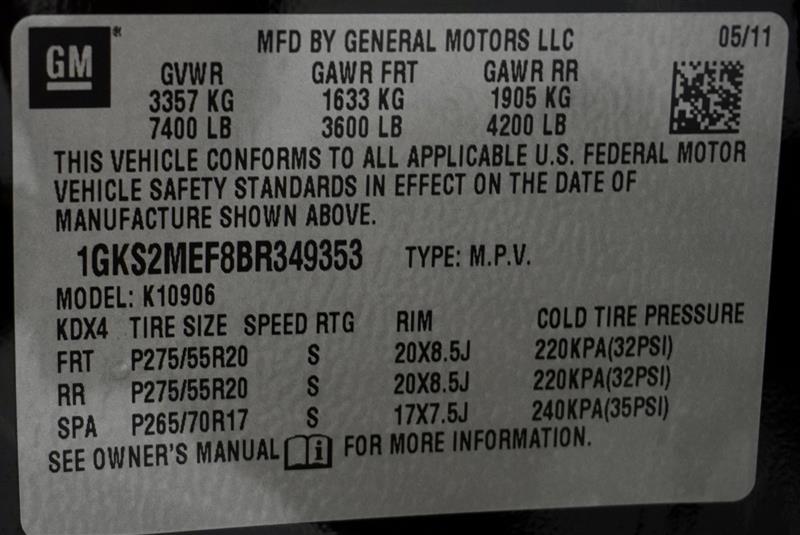 GM
MFD BY GENERAL MOTORS LLC 05/11
GVWR GAWR FRT GAWR RR
3357 KG 1633 KG 1905 KG
7400 LB 3600 LB 4200 LB
THIS VEHICLE CONFORMS TO ALL APPLICABLE U.S. FEDERAL MOTOR
VEHICLE SAFETY STANDARDS IN EFFECT ON THE DATE OF
MANUFACTURE SHOWN ABOVE.
1GKS2MEF8BR349353 TYPE: M.P.V.
MODEL: K10906
KDX4 TIRE SIZE SPEED RTG RIM COLD TIRE PRESSURE
FRT P275/55R20 S 20X8.5J 220KPA(32PSI)
RR P275/55R20 S 20X8.5J 220KPA(32PSI)
SPA P265/70R17 S 17X7.5J 240KPA(35PSI)
SEE OWNER'S MANUAL i FOR MORE INFORMATION.